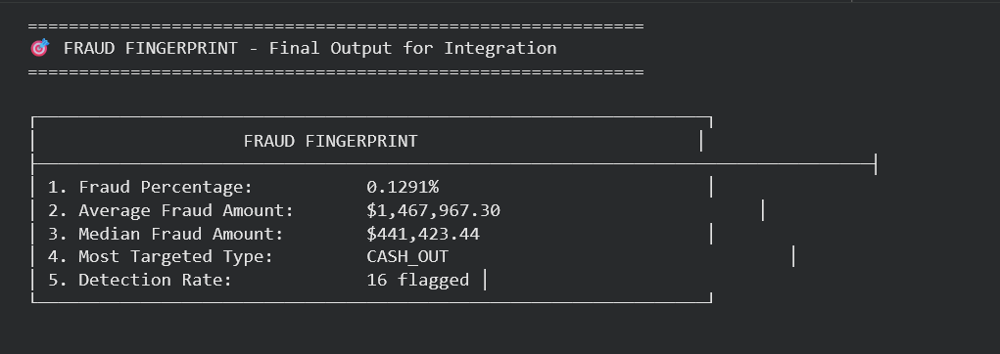 ============================================================
🎯 FRAUD FINGERPRINT - Final Output for Integration
============================================================
FRAUD FINGERPRINT
1. Fraud Percentage: 0.1291%
2. Average Fraud Amount: $1,467,967.30
3. Median Fraud Amount: $441,423.44
4. Most Targeted Type: CASH_OUT
5. Detection Rate: 16 flagged